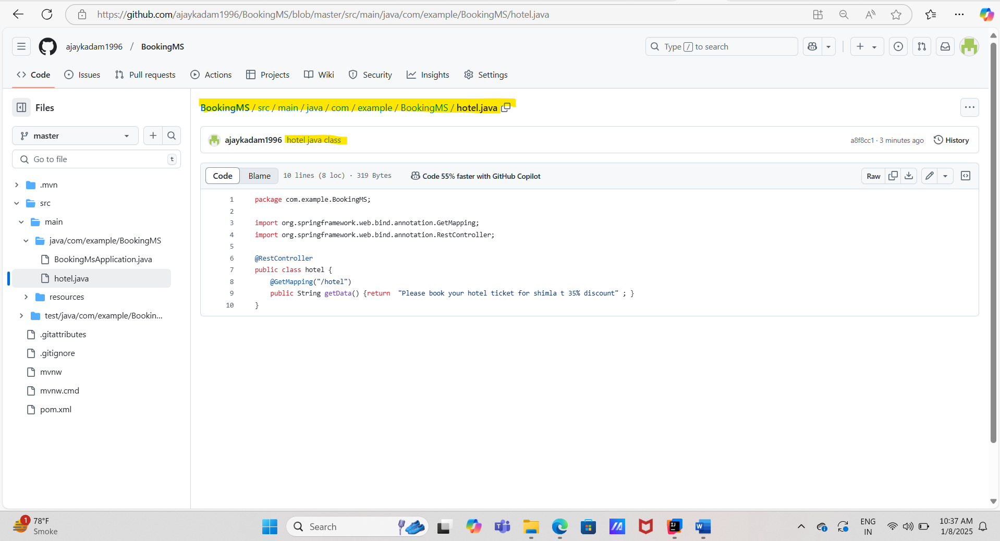 https://github.com/ajaykadam1996/BookingMS/blob/master/src/main/java/com/example/BookingMS/hotel.java
ajaykadam1996 / BookingMS
Type / to search
Code Issues Pull requests Actions Projects Wiki Security Insights Settings
Files
master
Go to file t
.mvn
src
main
java/com/example/BookingMS
BookingMsApplication.java
hotel.java
resources
test/java/com/example/Bookin...
.gitattributes
.gitignore
mvnw
mvnw.cmd
pom.xml
BookingMS / src / main / java / com / example / BookingMS / hotel.java
ajaykadam1996 hotel java class
a8f8cc1 · 3 minutes ago History
Code Blame 10 lines (8 loc) · 319 Bytes Code 55% faster with GitHub Copilot
Raw
1 package com.example.BookingMS;
2
3 import org.springframework.web.bind.annotation.GetMapping;
4 import org.springframework.web.bind.annotation.RestController;
5
6 @RestController
7 public class hotel {
8 @GetMapping("/hotel")
9 public String getData() {return  "Please book your hotel ticket for shimla t 35% discount" ; }
10 }
1
78°F
Smoke
Search
ENG
IN
10:37 AM
1/8/2025